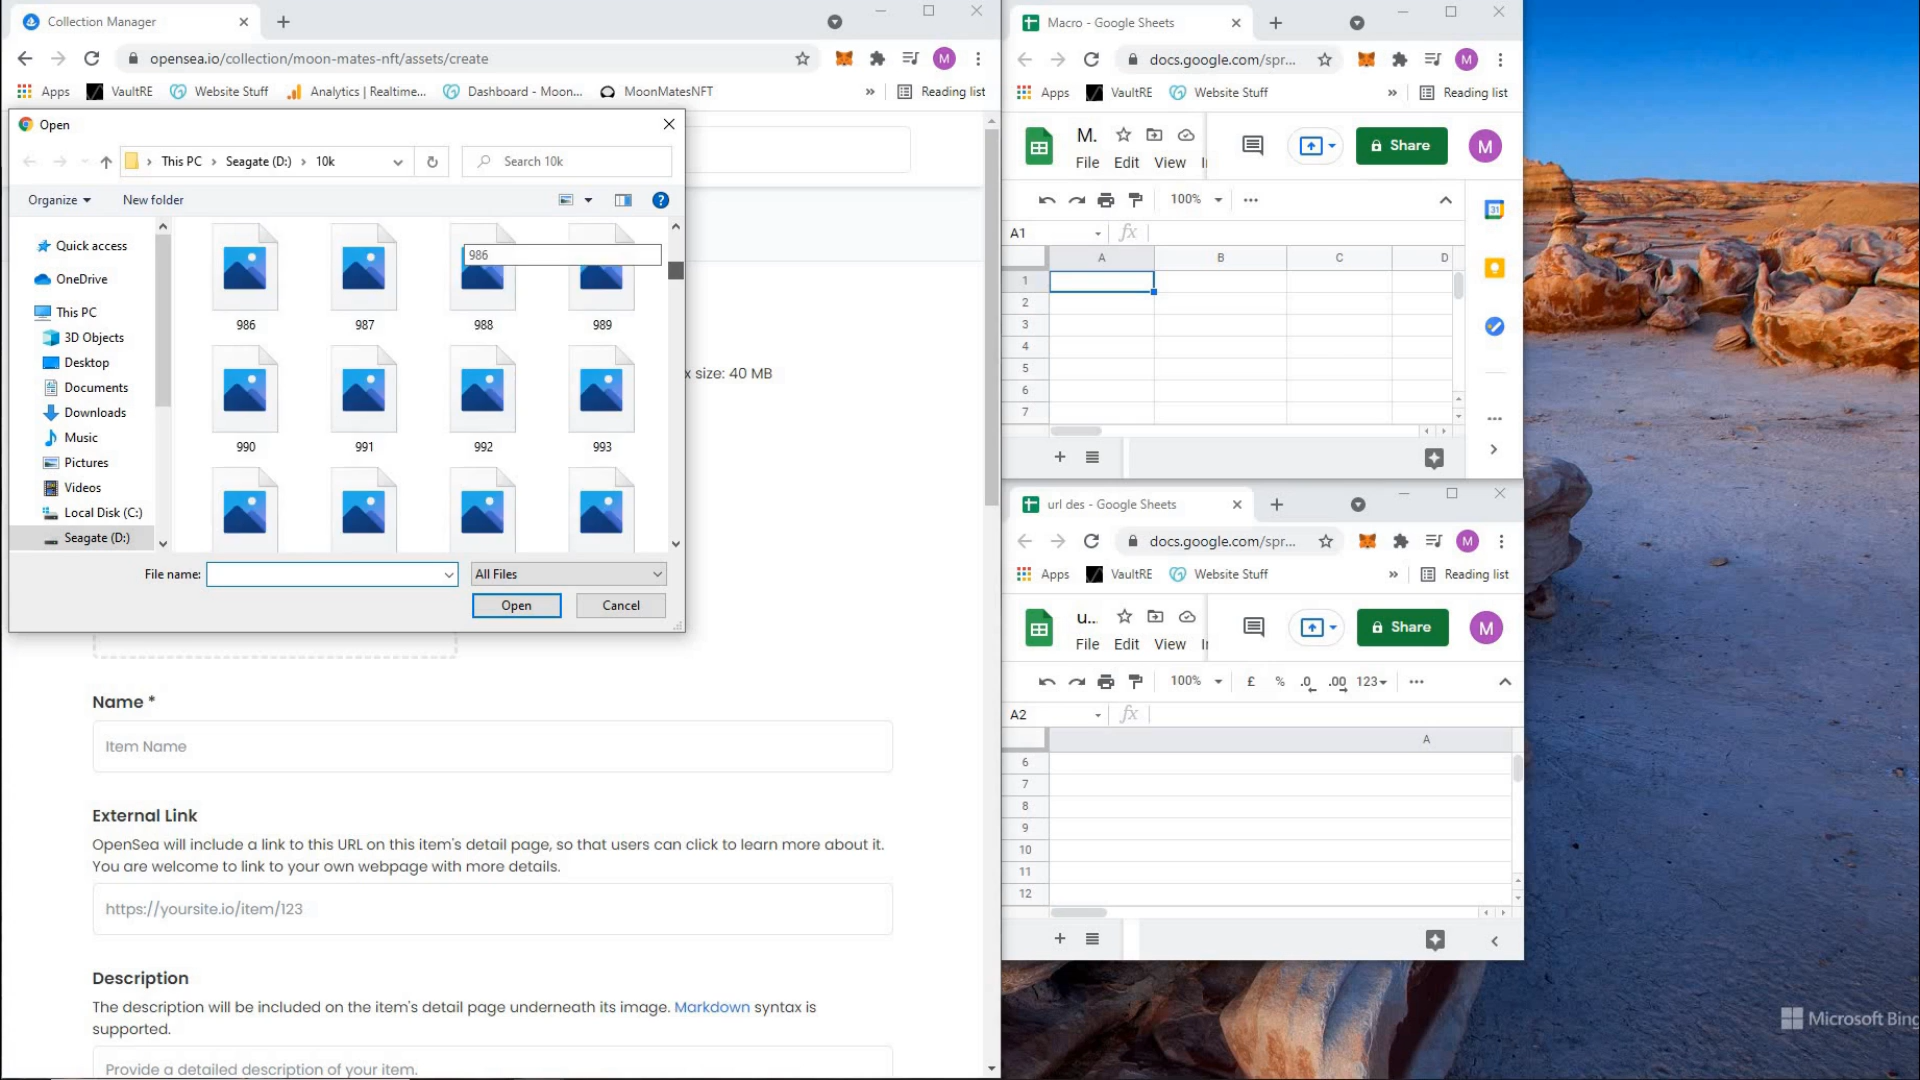 Collection Manager
opensea.io/collection/moon-mates-nft/assets/create
Apps
VaultRE
Website Stuff
Analytics | Realtime...
Dashboard - Moon...
MoonMatesNFT
»
Reading list
Open
This PC > Seagate (D:) > 10k
Search 10k
Organize
New folder
Quick access
OneDrive
This PC
3D Objects
Desktop
Documents
Downloads
Music
Pictures
Videos
Local Disk (C:)
Seagate (D:)
986
986
987
988
989
990
991
992
993
File name:
All Files
Open
Cancel
x size: 40 MB
Name *
Item Name
External Link
OpenSea will include a link to this URL on this item's detail page, so that users can click to learn more about it.
You are welcome to link to your own webpage with more details.
https://yoursite.io/item/123
Description
The description will be included on the item's detail page underneath its image. Markdown syntax is
supported.
Provide a detailed description of your item.
Macro - Google Sheets
docs.google.com/spr...
M
Apps
VaultRE
Website Stuff
»
Reading list
M.
File
Edit
View
Share
M
100%
A1
fx
A
B
C
D
1
2
3
4
5
6
7
31
url des - Google Sheets
docs.google.com/spr...
M
Apps
VaultRE
Website Stuff
»
Reading list
u...
File
Edit
View
Share
M
100%
£
%
.0
.00
123
A2
fx
A
6
7
8
9
10
11
12
Microsoft Bing